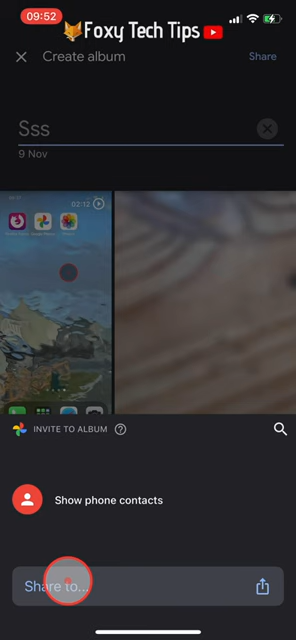 09:52
Foxy Tech Tips
Create album
Share
Sss
9 Nov
02:12
INVITE TO ALBUM
Show phone contacts
Share to...